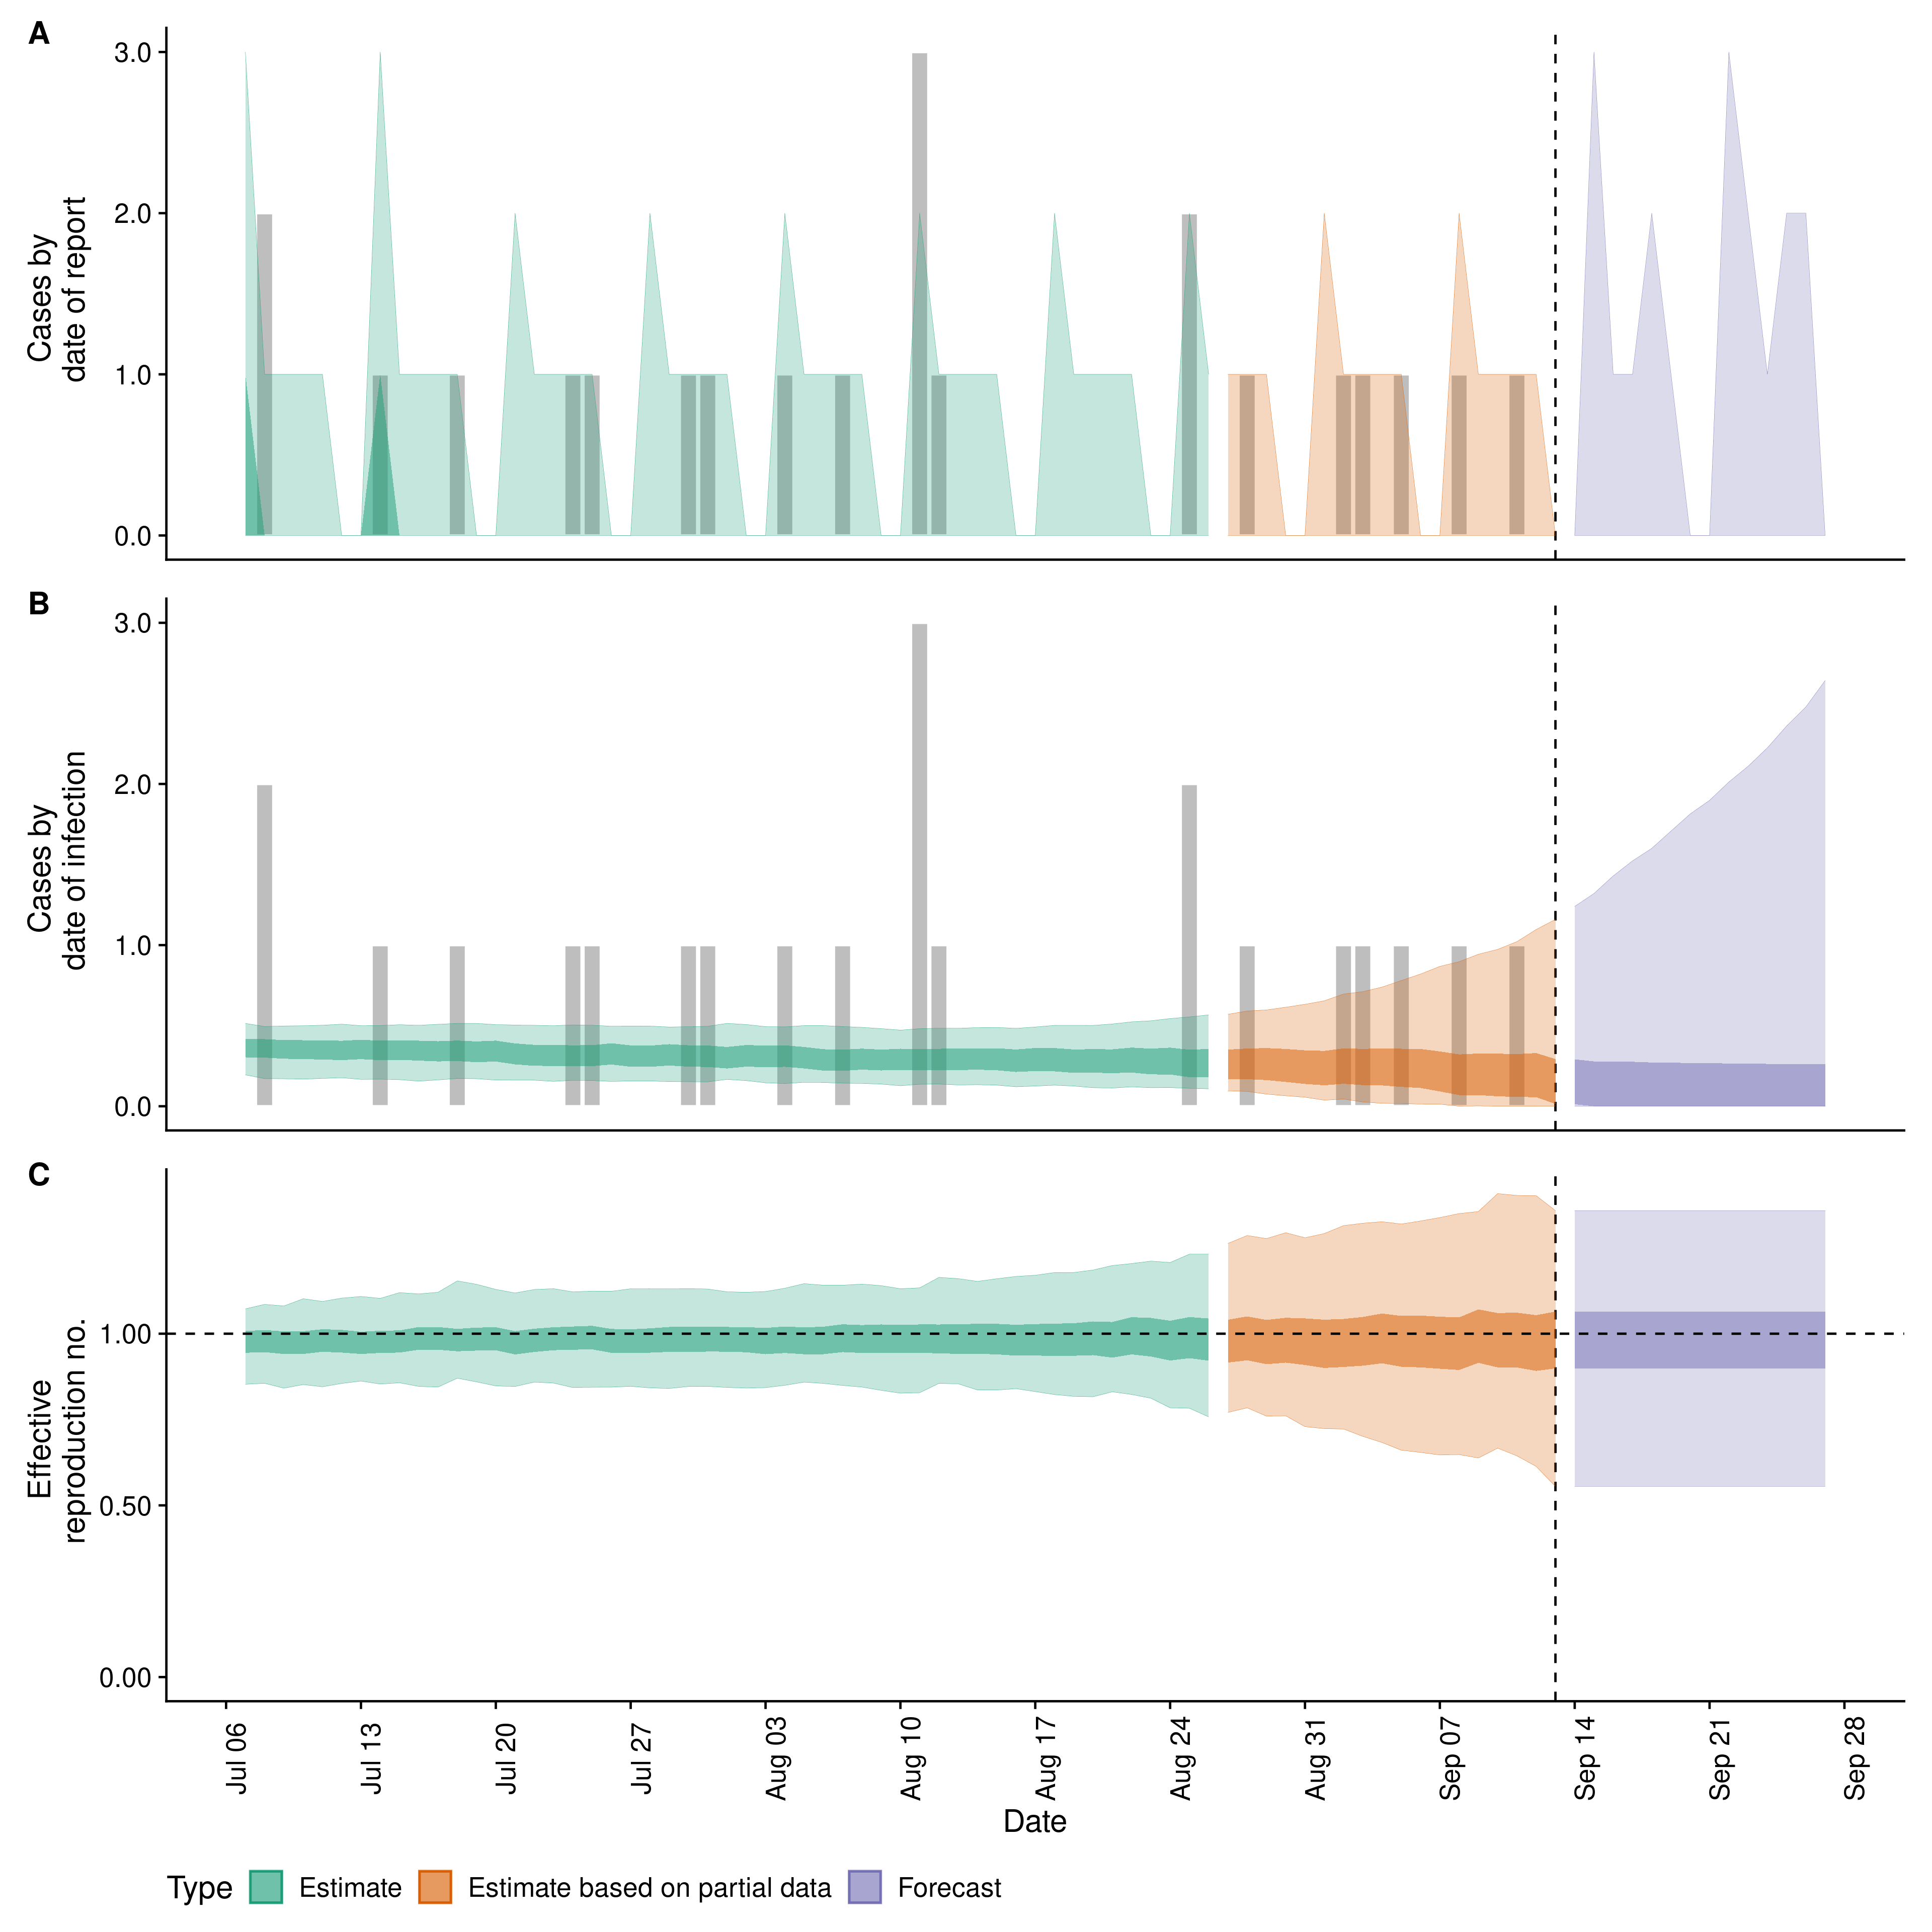 A
Cases by
date of report
3.0
2.0
1.0
0.0
B
Cases by
date of infection
3.0
2.0
1.0
0.0
C
Effective
reproduction no.
1.00
0.50
0.00
Jul 06
Jul 13
Jul 20
Jul 27
Aug 03
Aug 10
Aug 17
Aug 24
Aug 31
Sep 07
Sep 14
Sep 21
Sep 28
Date
Type Estimate Estimate based on partial data Forecast